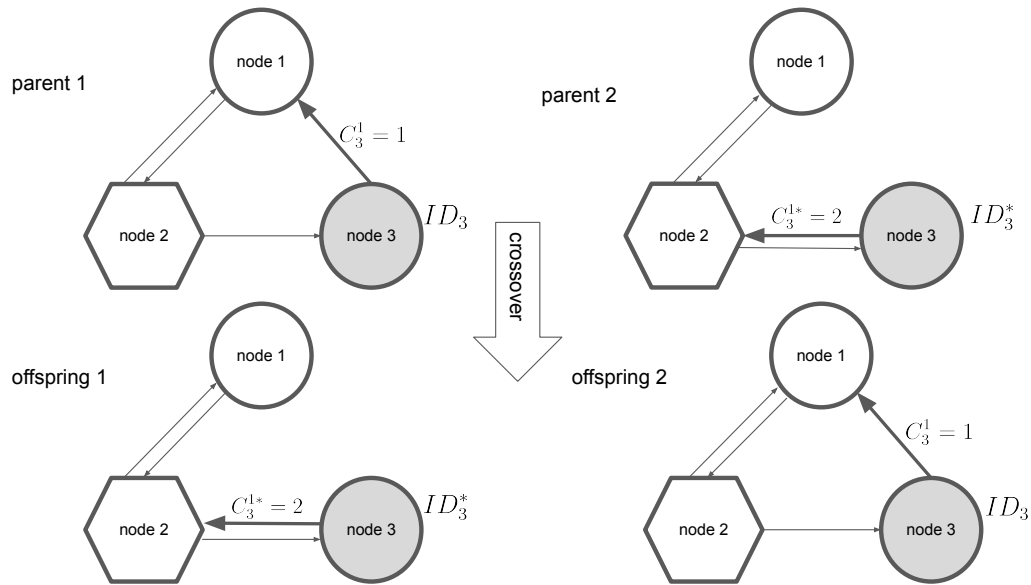 parent 1
node 1
$C_3^1 = 1$
node 2
node 3
$ID_3$
parent 2
node 1
$C_3^{1*} = 2$
node 2
node 3
$ID_3^*$
crossover
offspring 1
node 1
$C_3^{1*} = 2$
node 2
node 3
$ID_3^*$
offspring 2
node 1
$C_3^1 = 1$
node 2
node 3
$ID_3$